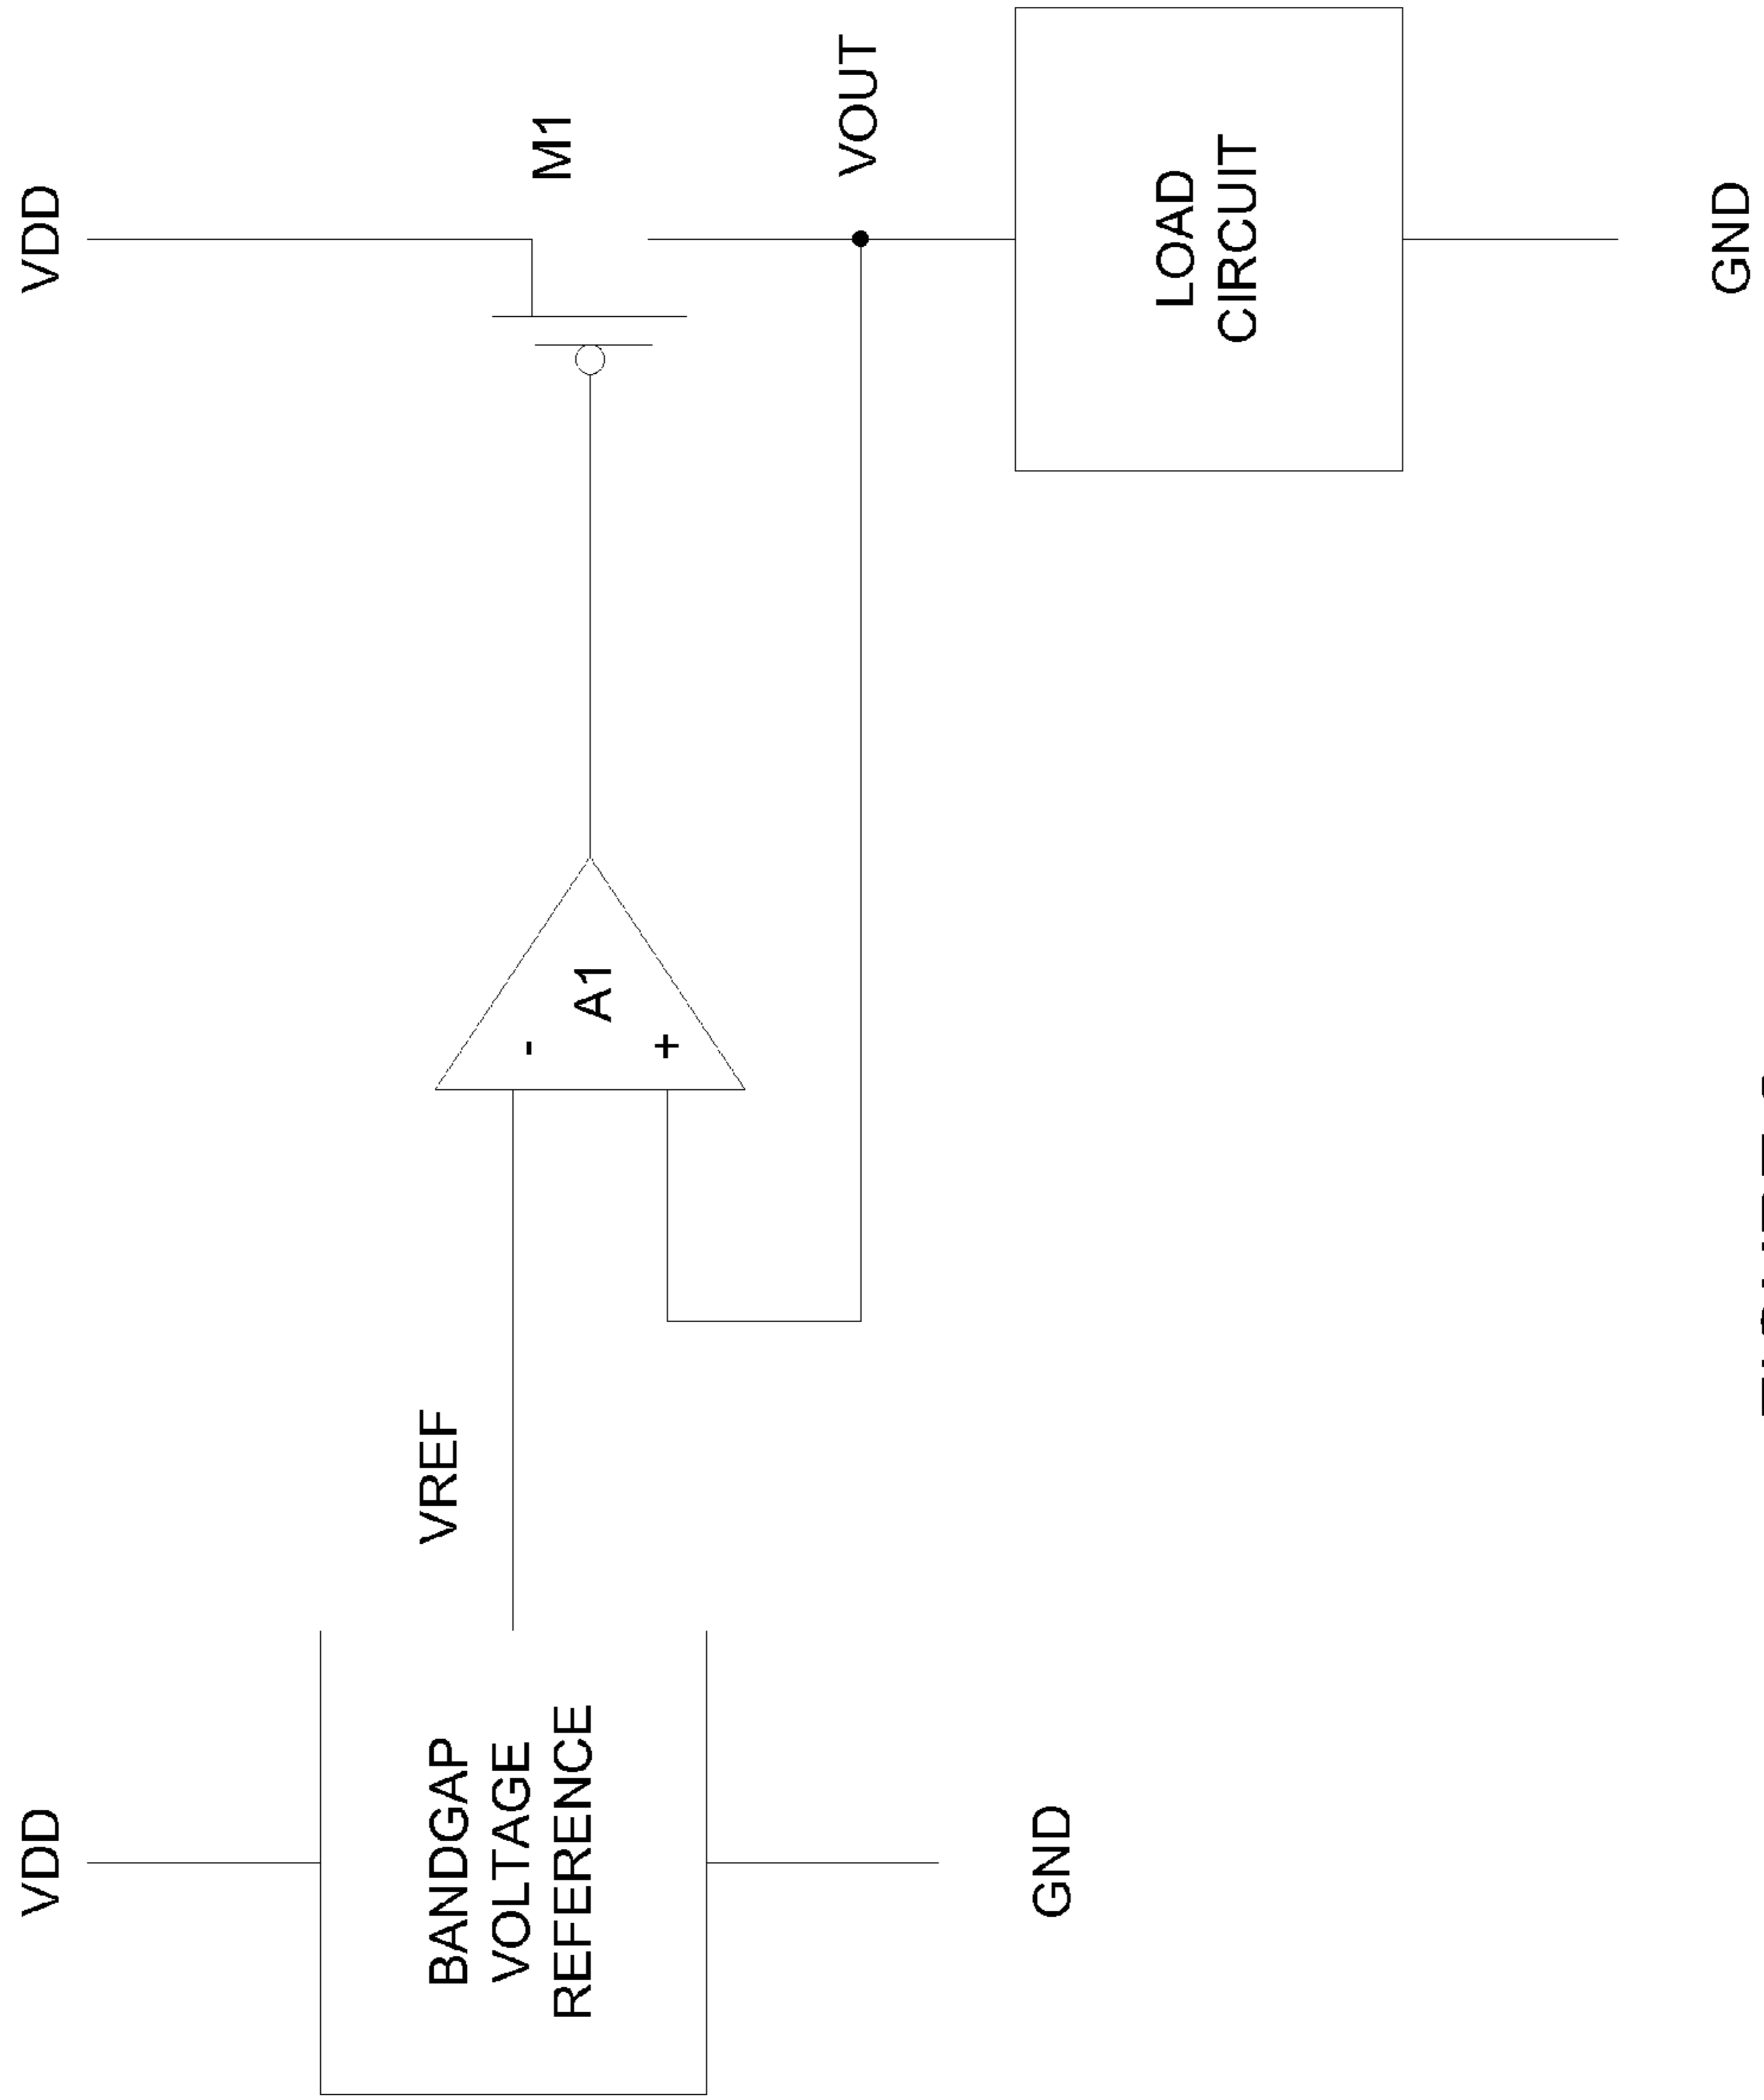 VDD
VDD
VREF
BANDGAP
VOLTAGE
REFERENCE
-
A1
+
M1
VOUT
GND
LOAD
CIRCUIT
GND